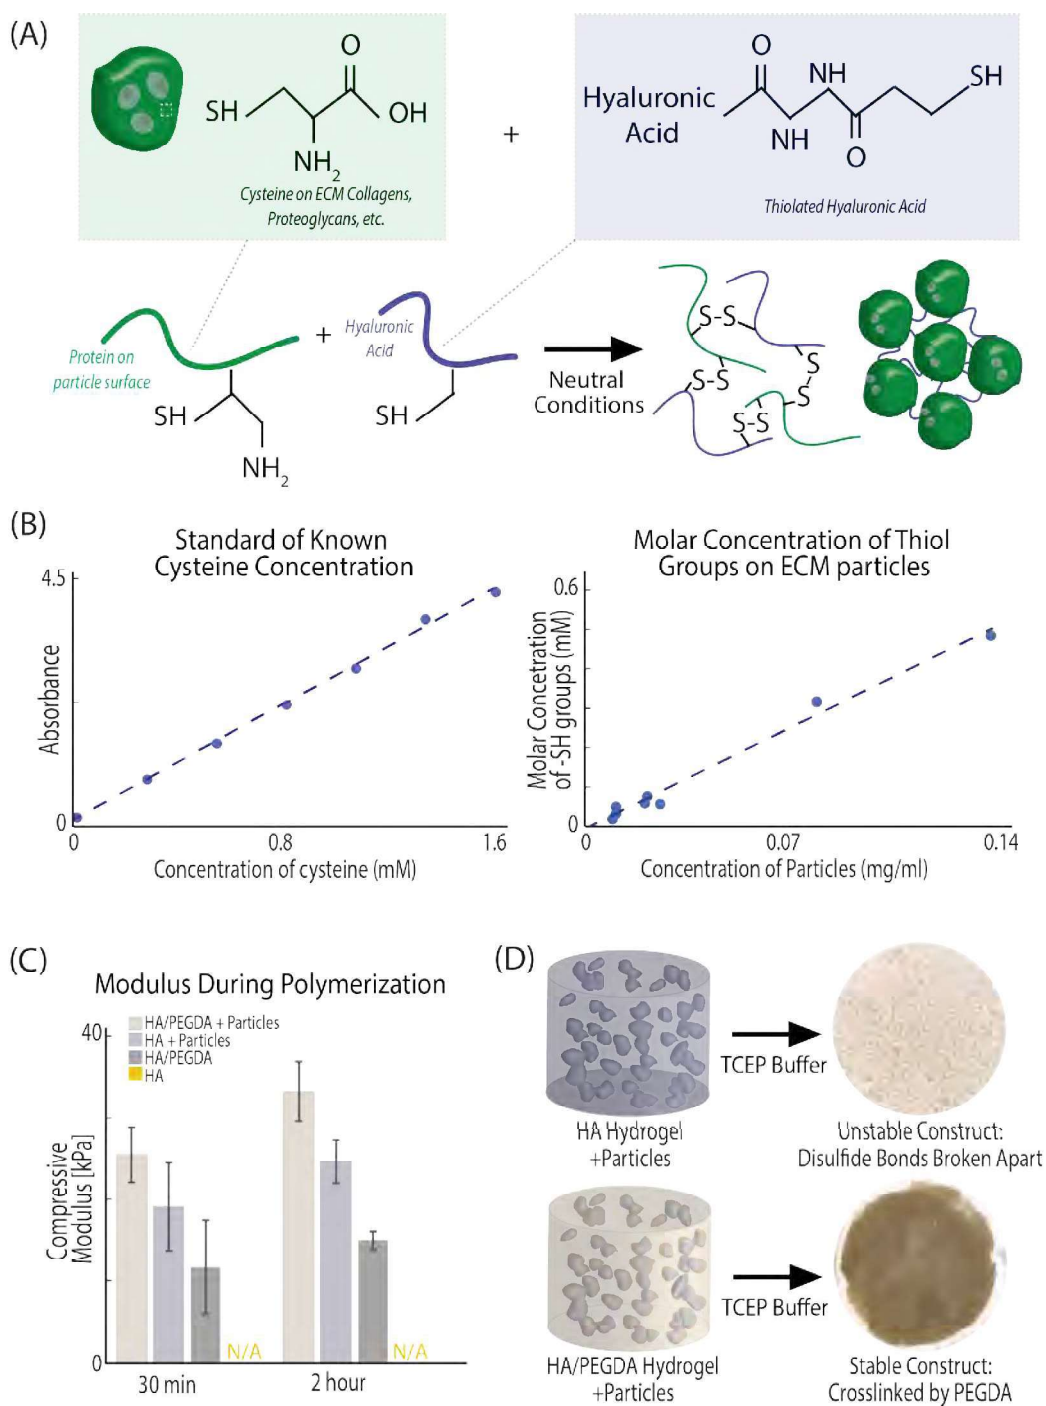 (A)
O
SH
OH
NH2
Cysteine on ECM Collagens,
Proteoglycans, etc.
+
Hyaluronic
Acid
O
NH
NH
O
SH
Thiolated Hyaluronic Acid
Protein on
particle surface
SH
NH2
+
Hyaluronic
Acid
SH
Neutral
Conditions
S-S
S-S
S-S
S
S
(B)
Standard of Known
Cysteine Concentration
4.5
Absorbance
0
0
0.8
1.6
Concentration of cysteine (mM)
Molar Concentration of Thiol
Groups on ECM particles
0.6
Molar Concetration
of -SH groups (mM)
0
0
0.07
0.14
Concentration of Particles (mg/ml)
(C)
Modulus During Polymerization
40
HA/PEGDA + Particles
HA + Particles
HA/PEGDA
HA
Compressive
Modulus [kPa]
0
N/A
N/A
30 min
2 hour
(D)
TCEP Buffer
HA Hydrogel
+Particles
Unstable Construct:
Disulfide Bonds Broken Apart
TCEP Buffer
HA/PEGDA Hydrogel
+Particles
Stable Construct:
Crosslinked by PEGDA